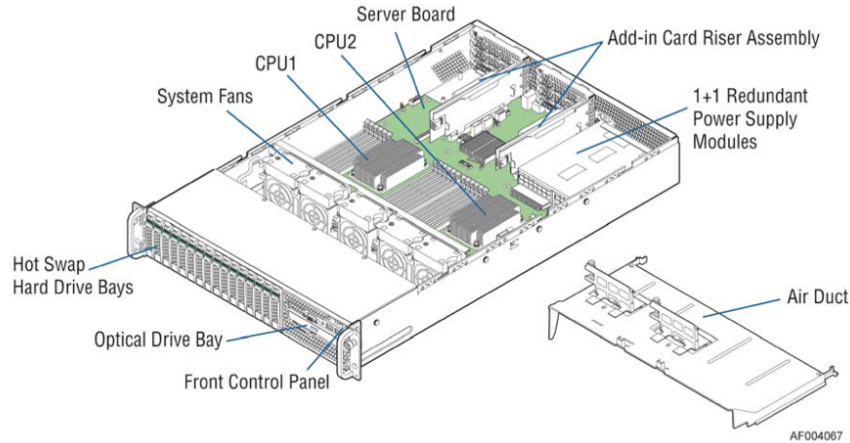 Server Board
CPU2
CPU1
System Fans
Add-in Card Riser Assembly
1+1 Redundant
Power Supply
Modules
Hot Swap
Hard Drive Bays
Optical Drive Bay
Front Control Panel
Air Duct
AF004067